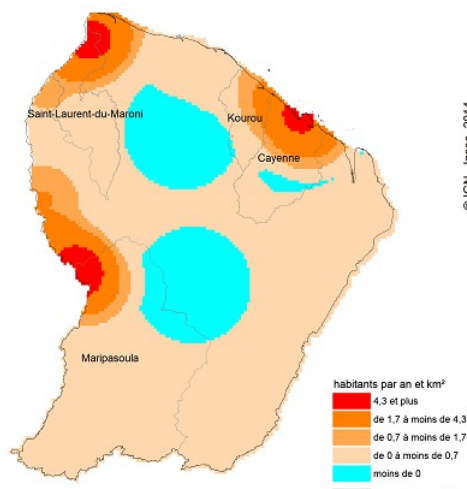 Saint-Laurent-du-Maroni
Kourou
Cayenne
Maripasoula
habitants par an et km²
4,3 et plus
de 1,7 à moins de 4,3
de 0,7 à moins de 1,7
de 0 à moins de 0,7
moins de 0
2014